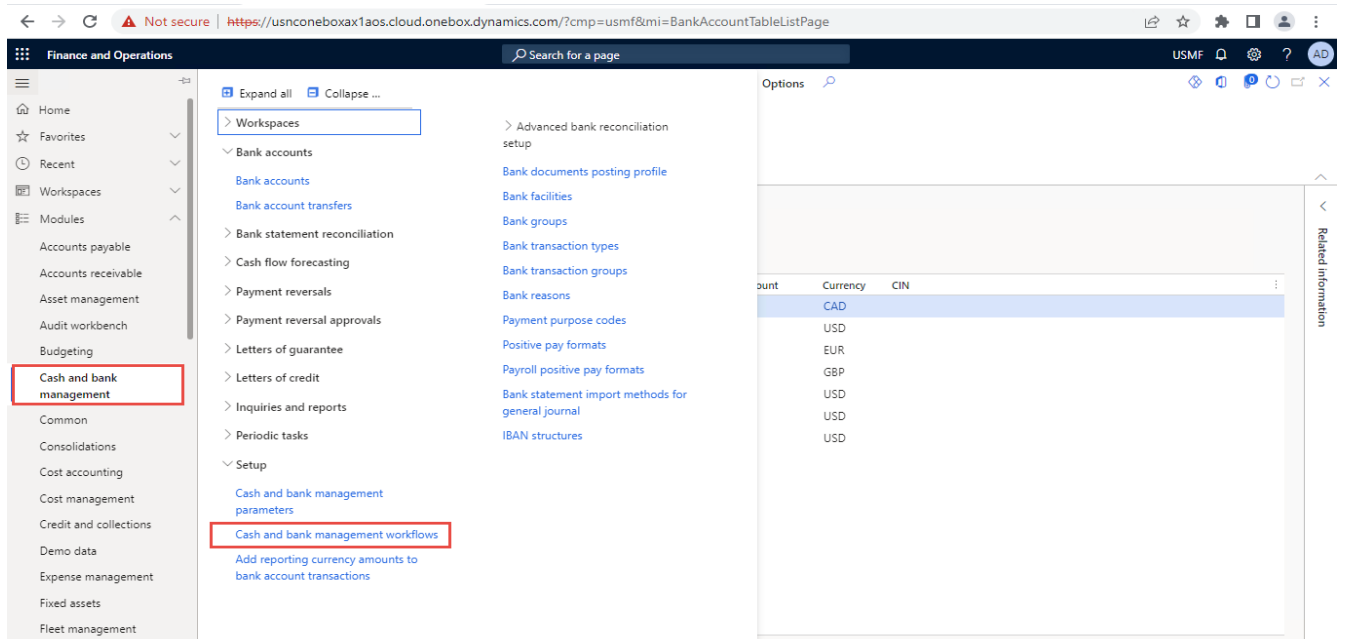 Not secure | https://usnconeboxax1aos.cloud.onebox.dynamics.com/?cmp=usmf&mi=BankAccountTableListPage
Finance and Operations
Search for a page
USMF
?
AD
Expand all
Collapse ...
Options
0
Home
Favorites
Recent
Workspaces
Modules
Accounts payable
Accounts receivable
Asset management
Audit workbench
Budgeting
Cash and bank
management
Common
Consolidations
Cost accounting
Cost management
Credit and collections
Demo data
Expense management
Fixed assets
Fleet management
Workspaces
Bank accounts
Bank accounts
Bank account transfers
Bank statement reconciliation
Cash flow forecasting
Payment reversals
Payment reversal approvals
Letters of guarantee
Letters of credit
Inquiries and reports
Periodic tasks
Setup
Cash and bank management
parameters
Cash and bank management workflows
Add reporting currency amounts to
bank account transactions
Advanced bank reconciliation
setup
Bank documents posting profile
Bank facilities
Bank groups
Bank transaction types
Bank transaction groups
Bank reasons
Payment purpose codes
Positive pay formats
Payroll positive pay formats
Bank statement import methods for
general journal
IBAN structures
ount
Currency
CIN
CAD
USD
EUR
GBP
USD
USD
USD
Related information